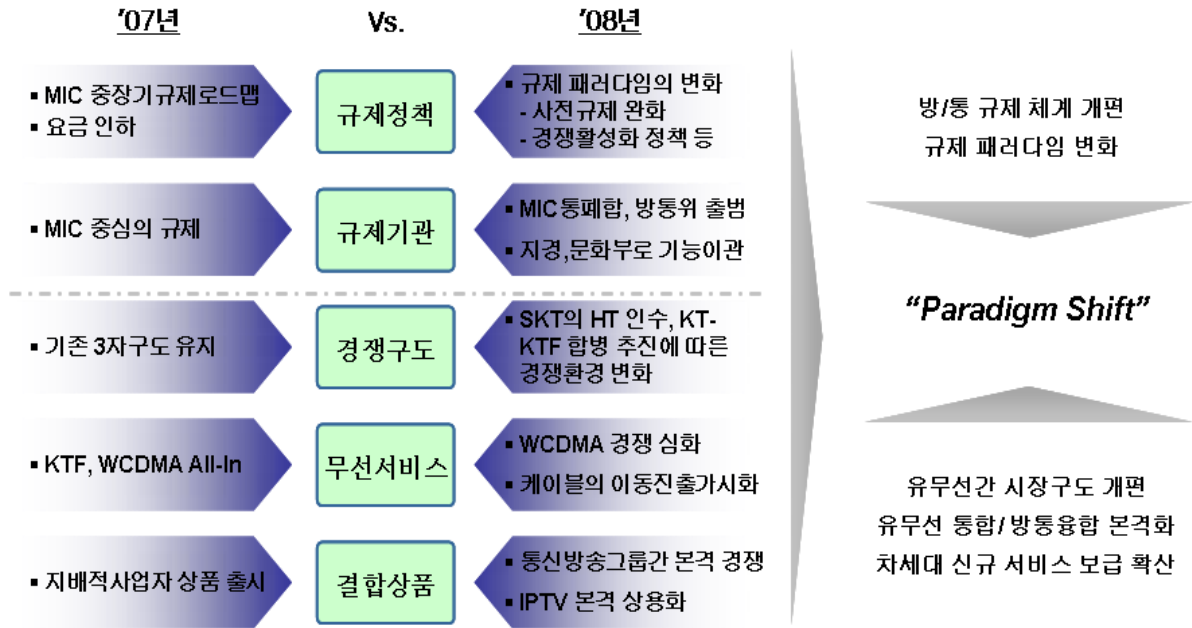 '07년 Vs. '08년
▪ MIC 중장기규제로드맵
▪ 요금 인하
규제정책
▪ 규제 패러다임의 변화
- 사전규제 완화
- 경쟁활성화 정책 등
▪ MIC 중심의 규제
규제기관
▪ MIC통폐합, 방통위 출범
▪ 지경,문화부로 기능이관
▪ 기존 3자구도 유지
경쟁구도
▪ SKT의 HT 인수, KT-
KTF 합병 추진에 따른
경쟁환경 변화
▪ KTF, WCDMA All-In
무선서비스
▪ WCDMA 경쟁 심화
▪ 케이블의 이동진출가시화
▪ 지배적사업자 상품 출시
결합상품
▪ 통신방송그룹간 본격 경쟁
▪ IPTV 본격 상용화
방/통 규제 체계 개편
규제 패러다임 변화
“Paradigm Shift”
유무선간 시장구도 개편
유무선 통합/ 방통융합 본격화
차세대 신규 서비스 보급 확산